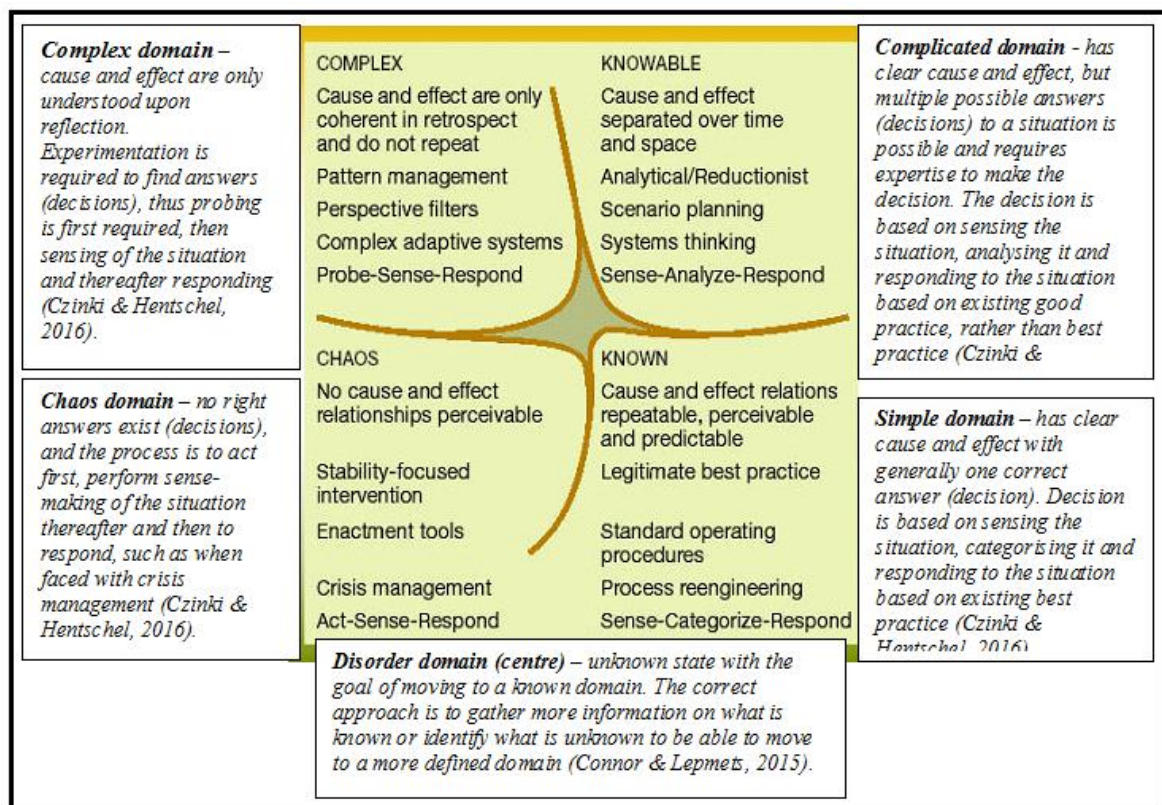 Complex domain –
cause and effect are only
understood upon
reflection.
Experimentation is
required to find answers
(decisions), thus probing
is first required, then
sensing of the situation
and thereafter responding
(Czinki & Hentschel,
2016).
Chaos domain – no right
answers exist (decisions),
and the process is to act
first, perform sense-
making of the situation
thereafter and then to
respond, such as when
faced with crisis
management (Czinki &
Hentschel, 2016).
COMPLEX
Cause and effect are only
coherent in retrospect
and do not repeat
Pattern management
Perspective filters
Complex adaptive systems
Probe-Sense-Respond
KNOWABLE
Cause and effect
separated over time
and space
Analytical/Reductionist
Scenario planning
Systems thinking
Sense-Analyze-Respond
CHAOS
No cause and effect
relationships perceivable
Stability-focused
intervention
Enactment tools
Crisis management
Act-Sense-Respond
KNOWN
Cause and effect relations
repeatable, perceivable
and predictable
Legitimate best practice
Standard operating
procedures
Process reengineering
Sense-Categorize-Respond
Complicated domain - has
clear cause and effect, but
multiple possible answers
(decisions) to a situation is
possible and requires
expertise to make the
decision. The decision is
based on sensing the
situation, analysing it and
responding to the situation
based on existing good
practice, rather than best
practice (Czinki &
Simple domain – has clear
cause and effect with
generally one correct
answer (decision). Decision
is based on sensing the
situation, categorising it and
responding to the situation
based on existing best
practice (Czinki &
Hentschel, 2016)
Disorder domain (centre) – unknown state with the
goal of moving to a known domain. The correct
approach is to gather more information on what is
known or identify what is unknown to be able to move
to a more defined domain (Connor & Lepmets, 2015).